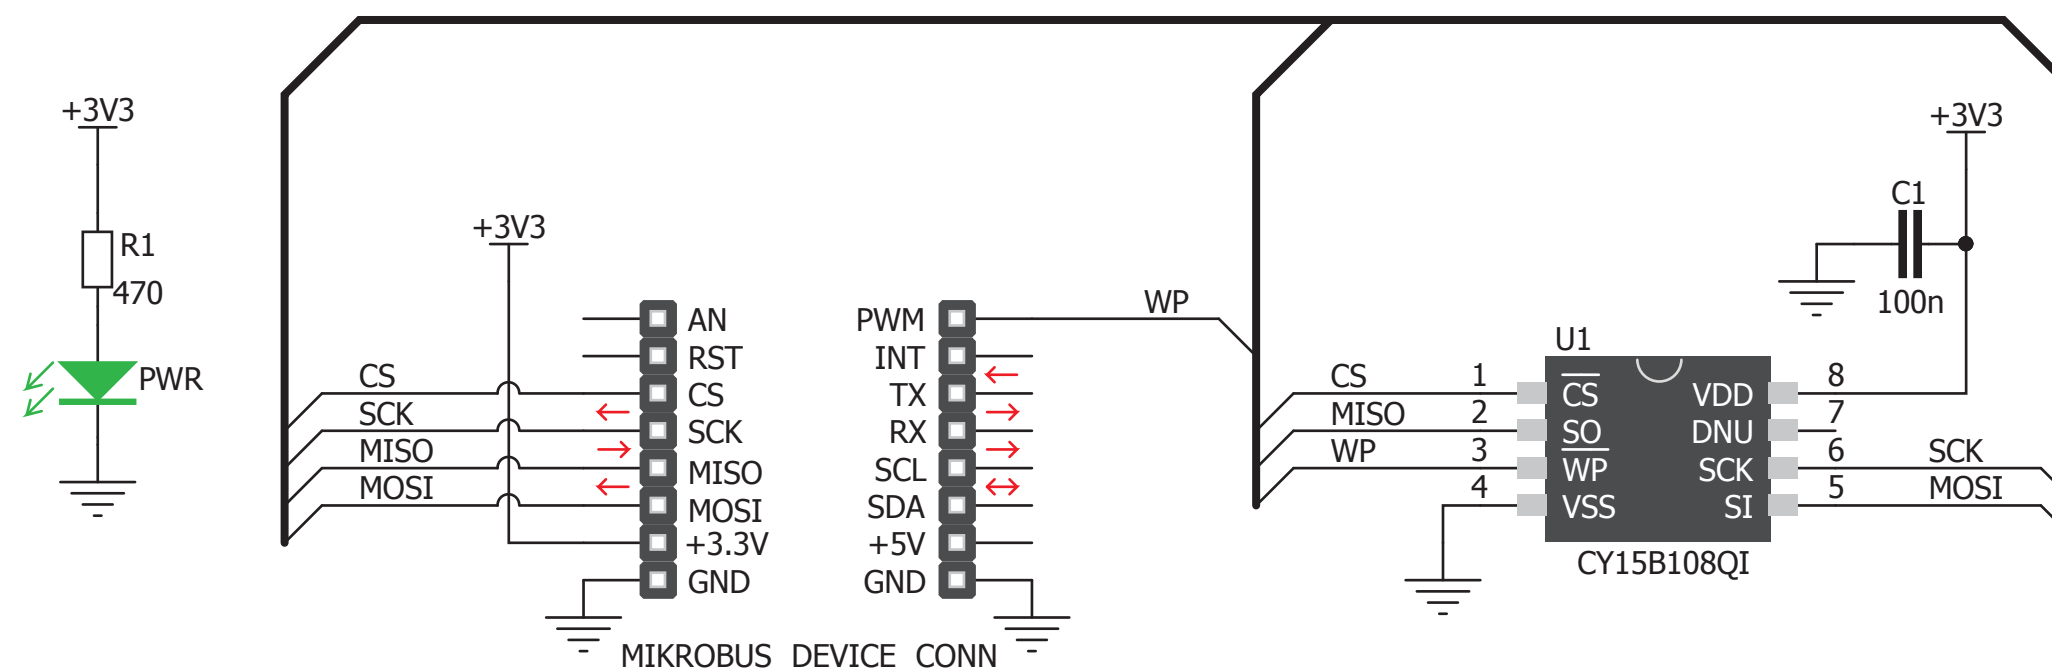 +3V3
R1
470
PWR
+3V3
CS
SCK
MISO
MOSI
AN
RST
CS
SCK
MISO
MOSI
+3.3V
GND
PWM
INT
TX
RX
SCL
SDA
+5V
GND
MIKROBUS DEVICE CONN
WP
+3V3
C1
100n
U1
CS 1 CS VDD 8
MISO 2 SO DNU 7
WP 3 WP SCK 6 SCK
4 VSS SI 5 MOSI
CY15B108QI